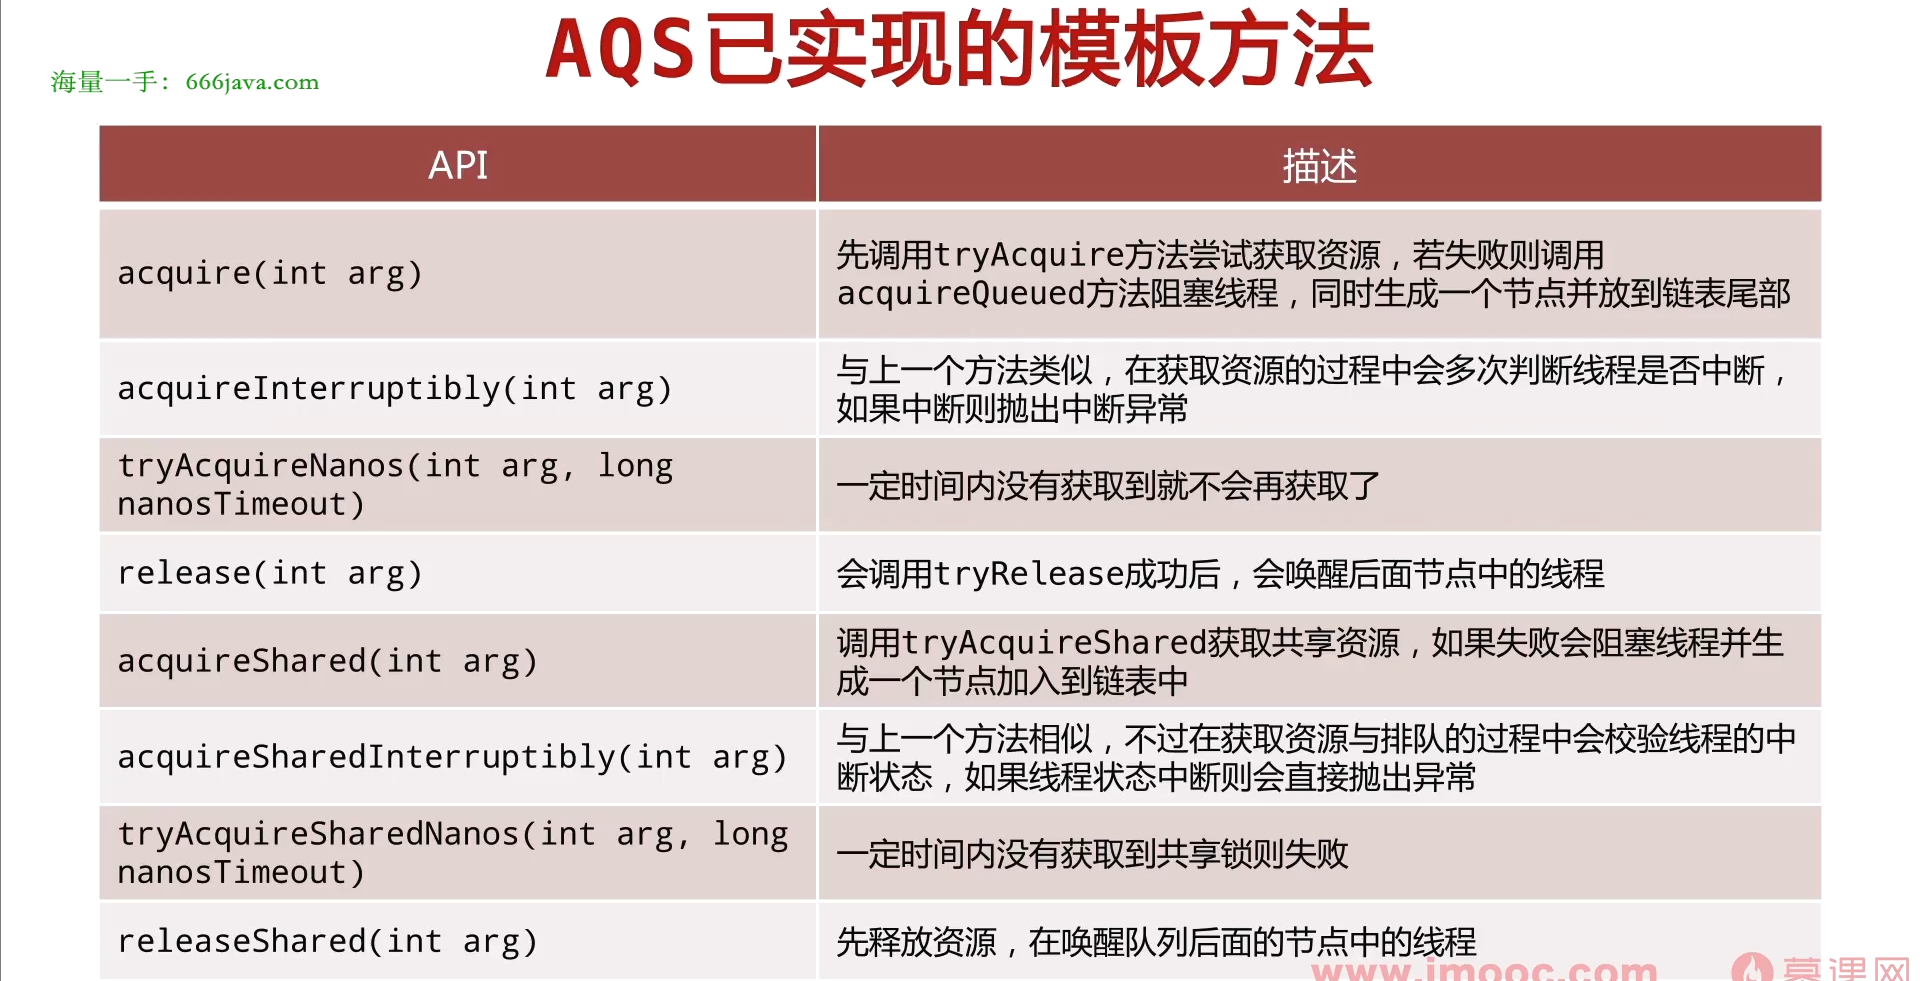 AQS已实现的模板方法
海量一手：666java.com
API
描述
acquire(int arg)
先调用tryAcquire方法尝试获取资源，若失败则调用
acquireQueued方法阻塞线程，同时生成一个节点并放到链表尾部
acquireInterruptibly(int arg)
与上一个方法类似，在获取资源的过程中会多次判断线程是否中断，
如果中断则抛出中断异常
tryAcquireNanos(int arg, long
nanosTimeout)
一定时间内没有获取到就不会再获取了
release(int arg)
会调用tryRelease成功后，会唤醒后面节点中的线程
acquireShared(int arg)
调用tryAcquireShared获取共享资源，如果失败会阻塞线程并生
成一个节点加入到链表中
acquireSharedInterruptibly(int arg)
与上一个方法相似，不过在获取资源与排队的过程中会校验线程的中
断状态，如果线程状态中断则会直接抛出异常
tryAcquireSharedNanos(int arg, long
nanosTimeout)
一定时间内没有获取到共享锁则失败
releaseShared(int arg)
先释放资源，在唤醒队列后面的节点中的线程
www.imooc.com
慕课网